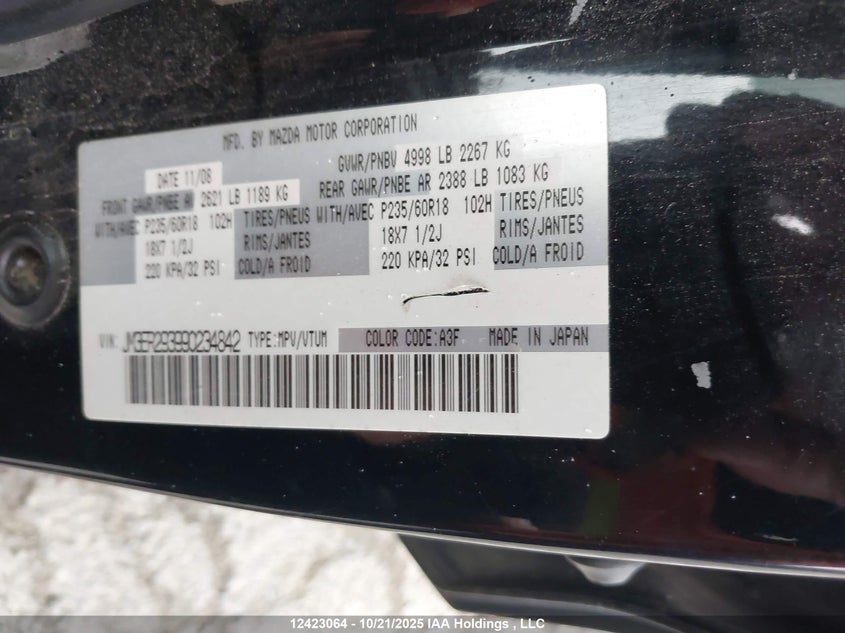 MFD. BY MAZDA MOTOR CORPORATION
DATE 11/08 GVWR/PNBV 4998 LB 2267 KG
FRONT GAWR/PNBE AV 2621 LB 1189 KG REAR GAWR/PNBE AR 2388 LB 1083 KG
WITH/AVEC P235/60R18 102H TIRES/PNEUS WITH/AVEC P235/60R18 102H TIRES/PNEUS
18X7 1/2J RIMS/JANTES 18X7 1/2J RIMS/JANTES
220 KPA/32 PSI COLD/A FROID 220 KPA/32 PSI COLD/A FROID
VIN: JM3ER293990234842 TYPE:MPV/VTUM COLOR CODE:A3F MADE IN JAPAN
12423064 - 10/21/2025 IAA Holdings , LLC